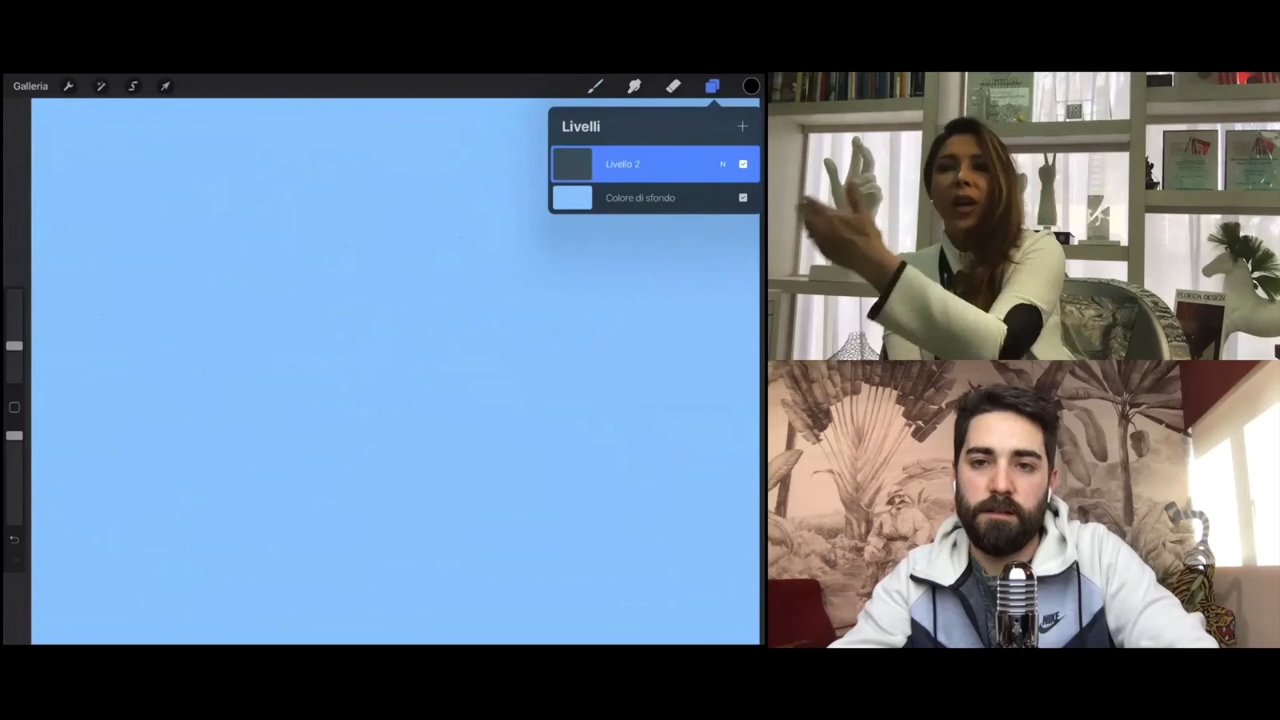 Galleria
Livelli
Livello 2
N
Colore di sfondo
FLORIDA DESIGN
NIKE